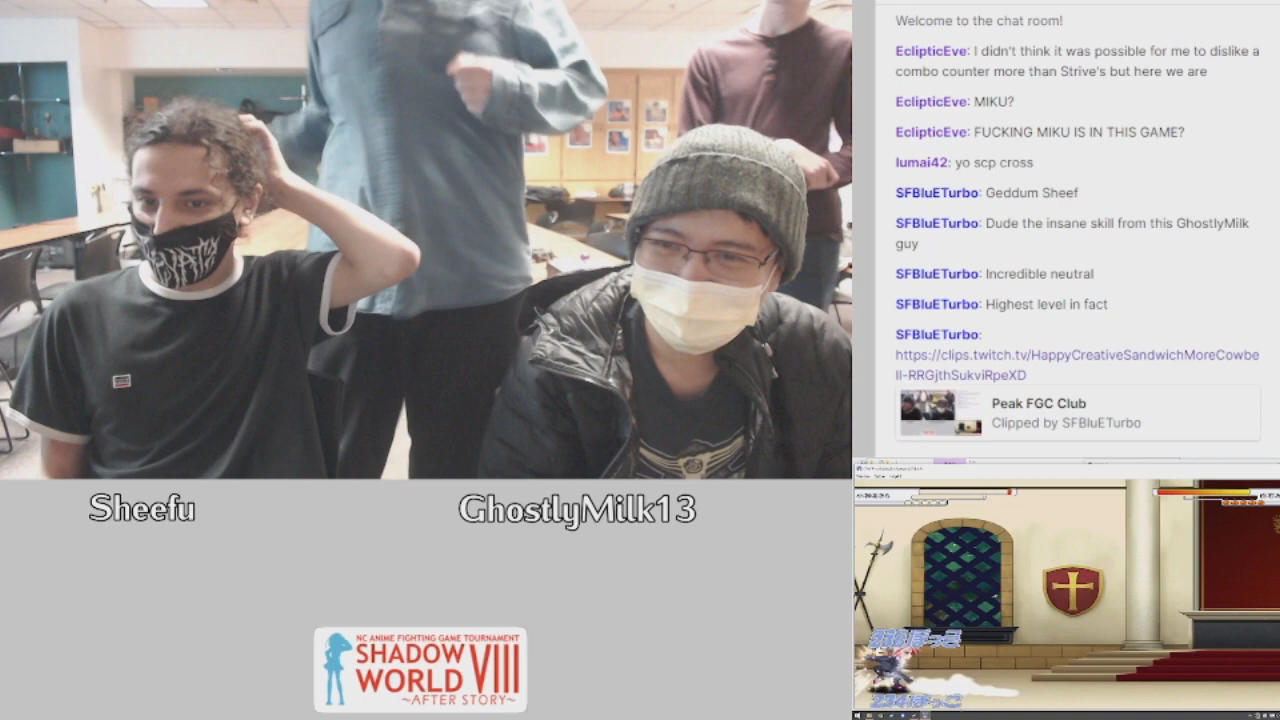 Welcome to the chat room!
EclipticEve: I didn't think it was possible for me to dislike a
combo counter more than Strive's but here we are
EclipticEve: MIKU?
EclipticEve: FUCKING MIKU IS IN THIS GAME?
lumai42: yo scp cross
SFBluETurbo: Geddum Sheef
SFBluETurbo: Dude the insane skill from this GhostlyMilk
guy
SFBluETurbo: Incredible neutral
SFBluETurbo: Highest level in fact
SFBluETurbo:
https://clips.twitch.tv/HappyCreativeSandwichMoreCowbe
ll-RRGjthSukviRpeXD
Peak FGC Club
Clipped by SFBluETurbo
Sheefu
GhostlyMilk13
NC ANIME FIGHTING GAME TOURNAMENT
SHADOW
WORLD VIII
~AFTER STORY~